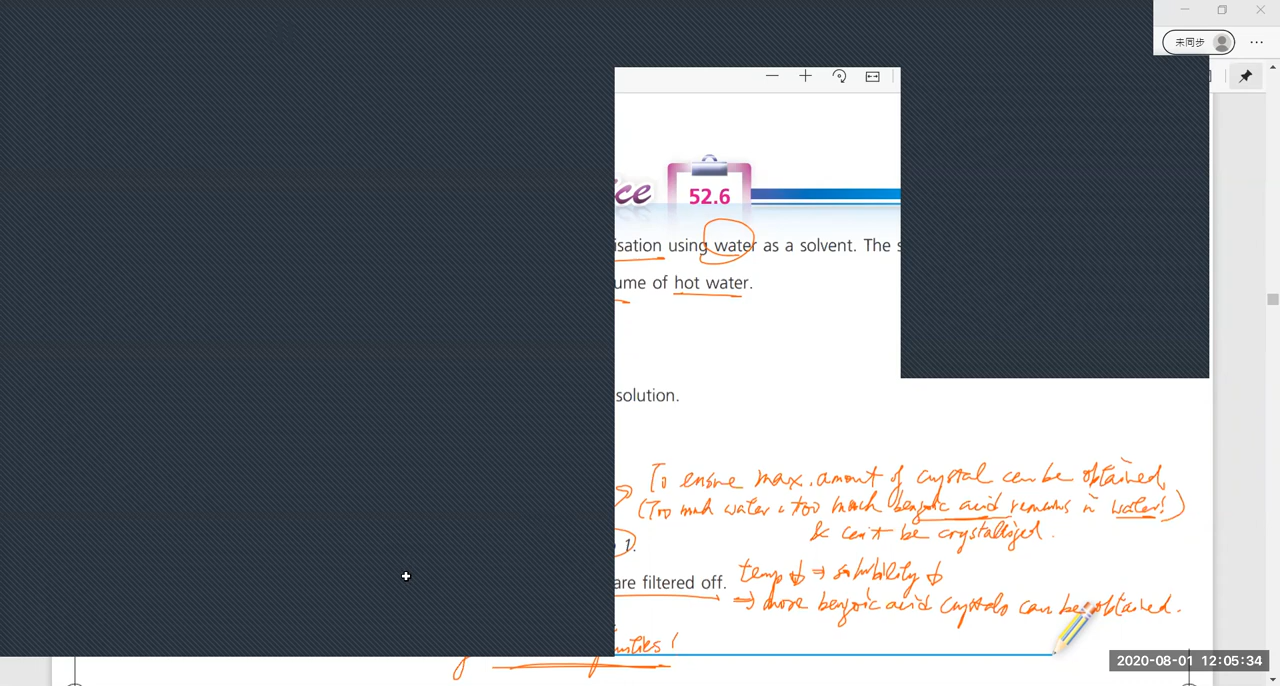 未同步
ice 52.6
isation using water as a solvent. The s
ume of hot water.
solution.
To ensure max. amount of crystal can be obtained
(Too much water, too much benzoic acid remains in water!)
& can't be crystallized.
1.
are filtered off.
temp ↓ ⇒ solubility ↓
⇒ more benzoic acid crystals can be obtained.
2020-08-01 12:05:34